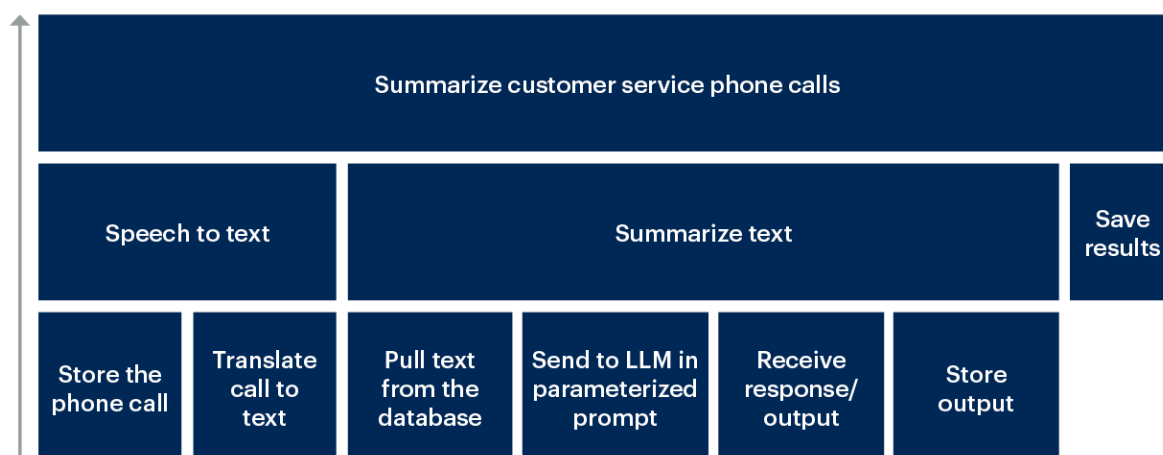 Summarize customer service phone calls
Speech to text
Summarize text
Save
results
Store the
phone call
Translate
call to
text
Pull text
from the
database
Send to LLM in
parameterized
prompt
Receive
response/
output
Store
output